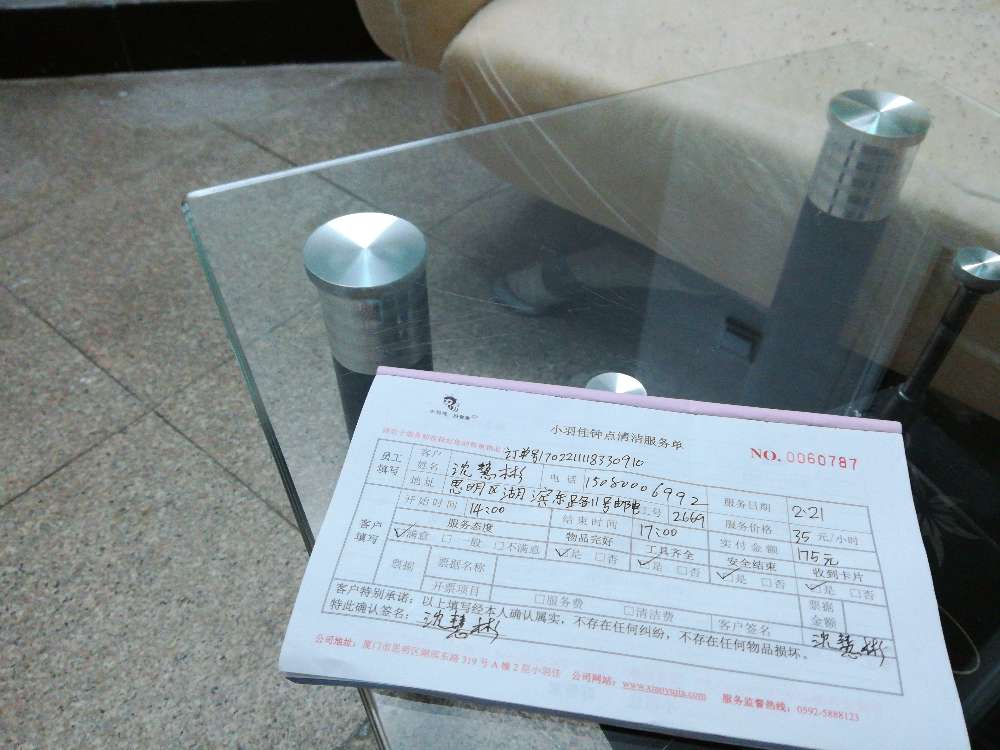 小羽佳钟点清洁服务单
NO. 0060787
订单号170221118330910
员工填写 客户姓名 沈慧彬 电话 15080006992 服务日期 2.21
地址 思明区湖滨东路11号邮电 工号 2669 服务价格 35元/小时
开始时间 14:00 结束时间 17:00 实付金额 175元
客户填写 服务态度 物品完好 工具齐全 安全结束 收到卡片
✓满意 □一般 □不满意 ✓是 □否 ✓是 □否 ✓是 □否 ✓是 □否
票据 票据名称 票据金额
开票项目 □服务费 □清洁费 客户签名 沈慧彬
客户特别承诺：以上填写经本人确认属实，不存在任何纠纷，不存在任何物品损坏。
特此确认签名：沈慧彬
公司地址：厦门市思明区湖滨东路319号A幢2层小羽佳 公司网站：www.xiaoyujia.com 服务监督热线：0592-5888123